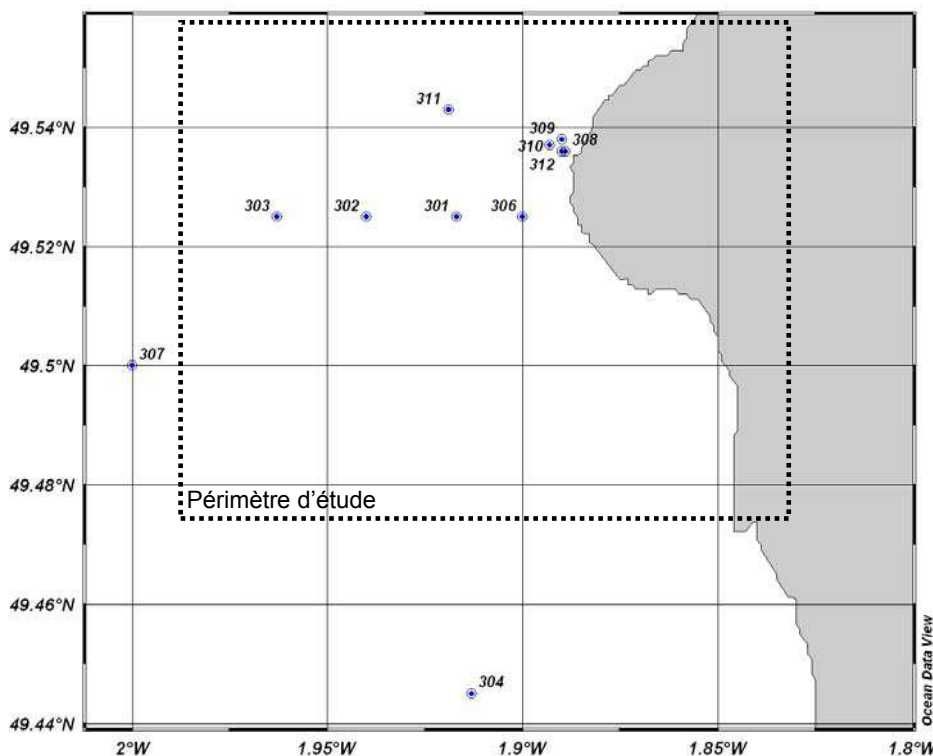 311
49.54°N
309
310
308
312
303
302
301
306
49.52°N
307
49.5°N
49.48°N
Périmètre d'étude
49.46°N
304
49.44°N
2°W
1.95°W
1.9°W
1.85°W
1.8°W
Ocean Data View